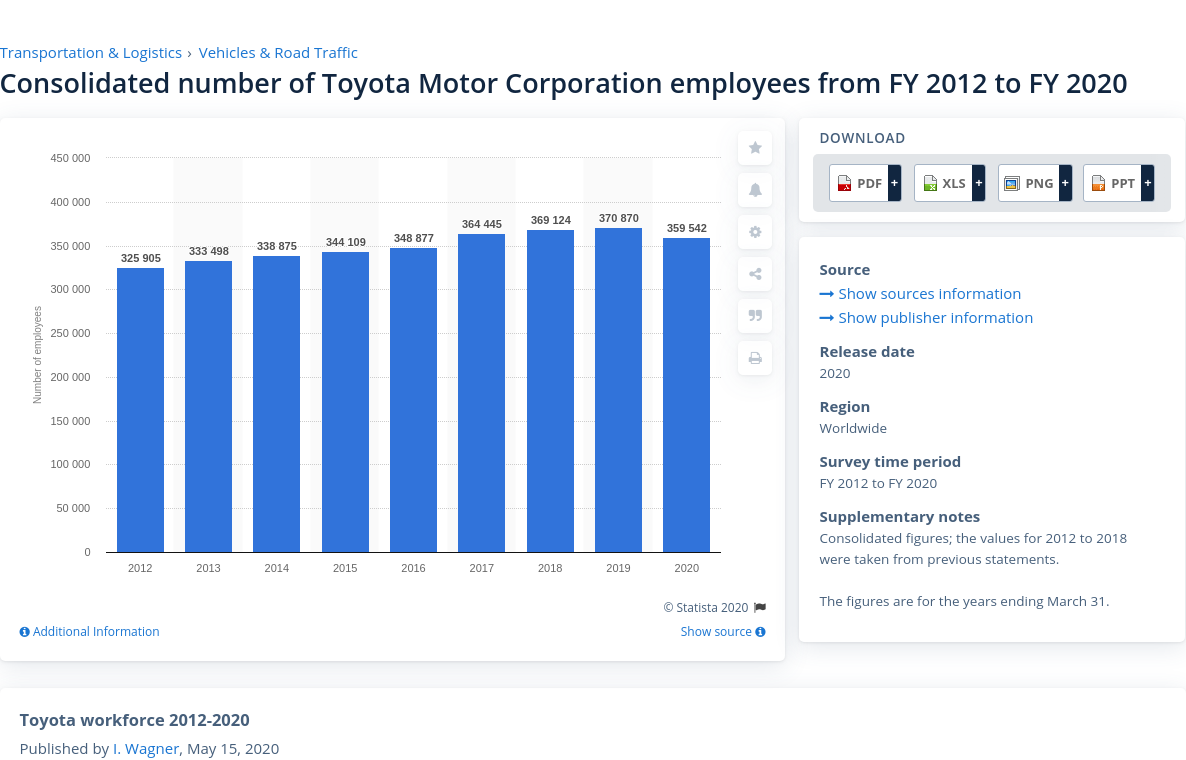 Transportation & Logistics › Vehicles & Road Traffic
Consolidated number of Toyota Motor Corporation employees from FY 2012 to FY 2020
450 000
400 000
350 000
300 000
250 000
200 000
150 000
100 000
50 000
0
Number of employees
325 905
333 498
338 875
344 109
348 877
364 445
369 124
370 870
359 542
2012
2013
2014
2015
2016
2017
2018
2019
2020
© Statista 2020
Additional Information
Show source
DOWNLOAD
PDF +
XLS +
PNG +
PPT +
Source
Show sources information
Show publisher information
Release date
2020
Region
Worldwide
Survey time period
FY 2012 to FY 2020
Supplementary notes
Consolidated figures; the values for 2012 to 2018
were taken from previous statements.
The figures are for the years ending March 31.
Toyota workforce 2012-2020
Published by I. Wagner, May 15, 2020